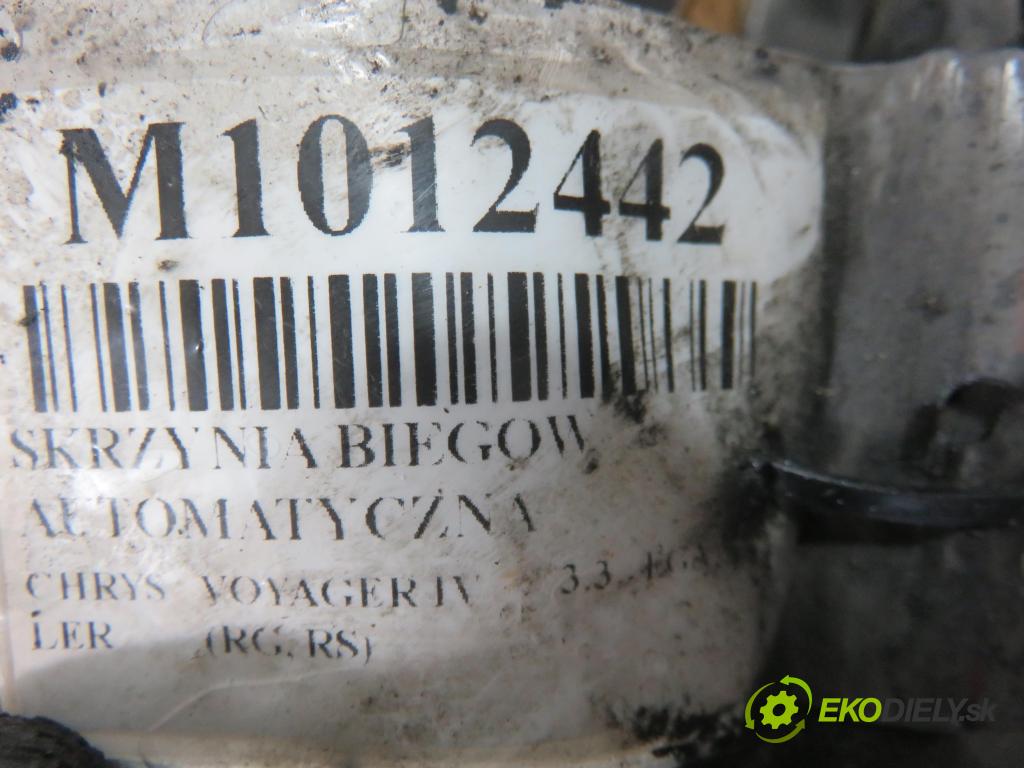 M1012442
SKRZYNIA BIEGOW
AUTOMATYCZNA
CHRYS VOYAGER IV 3.3
LER (RG, RS)
EKODIELY.sk